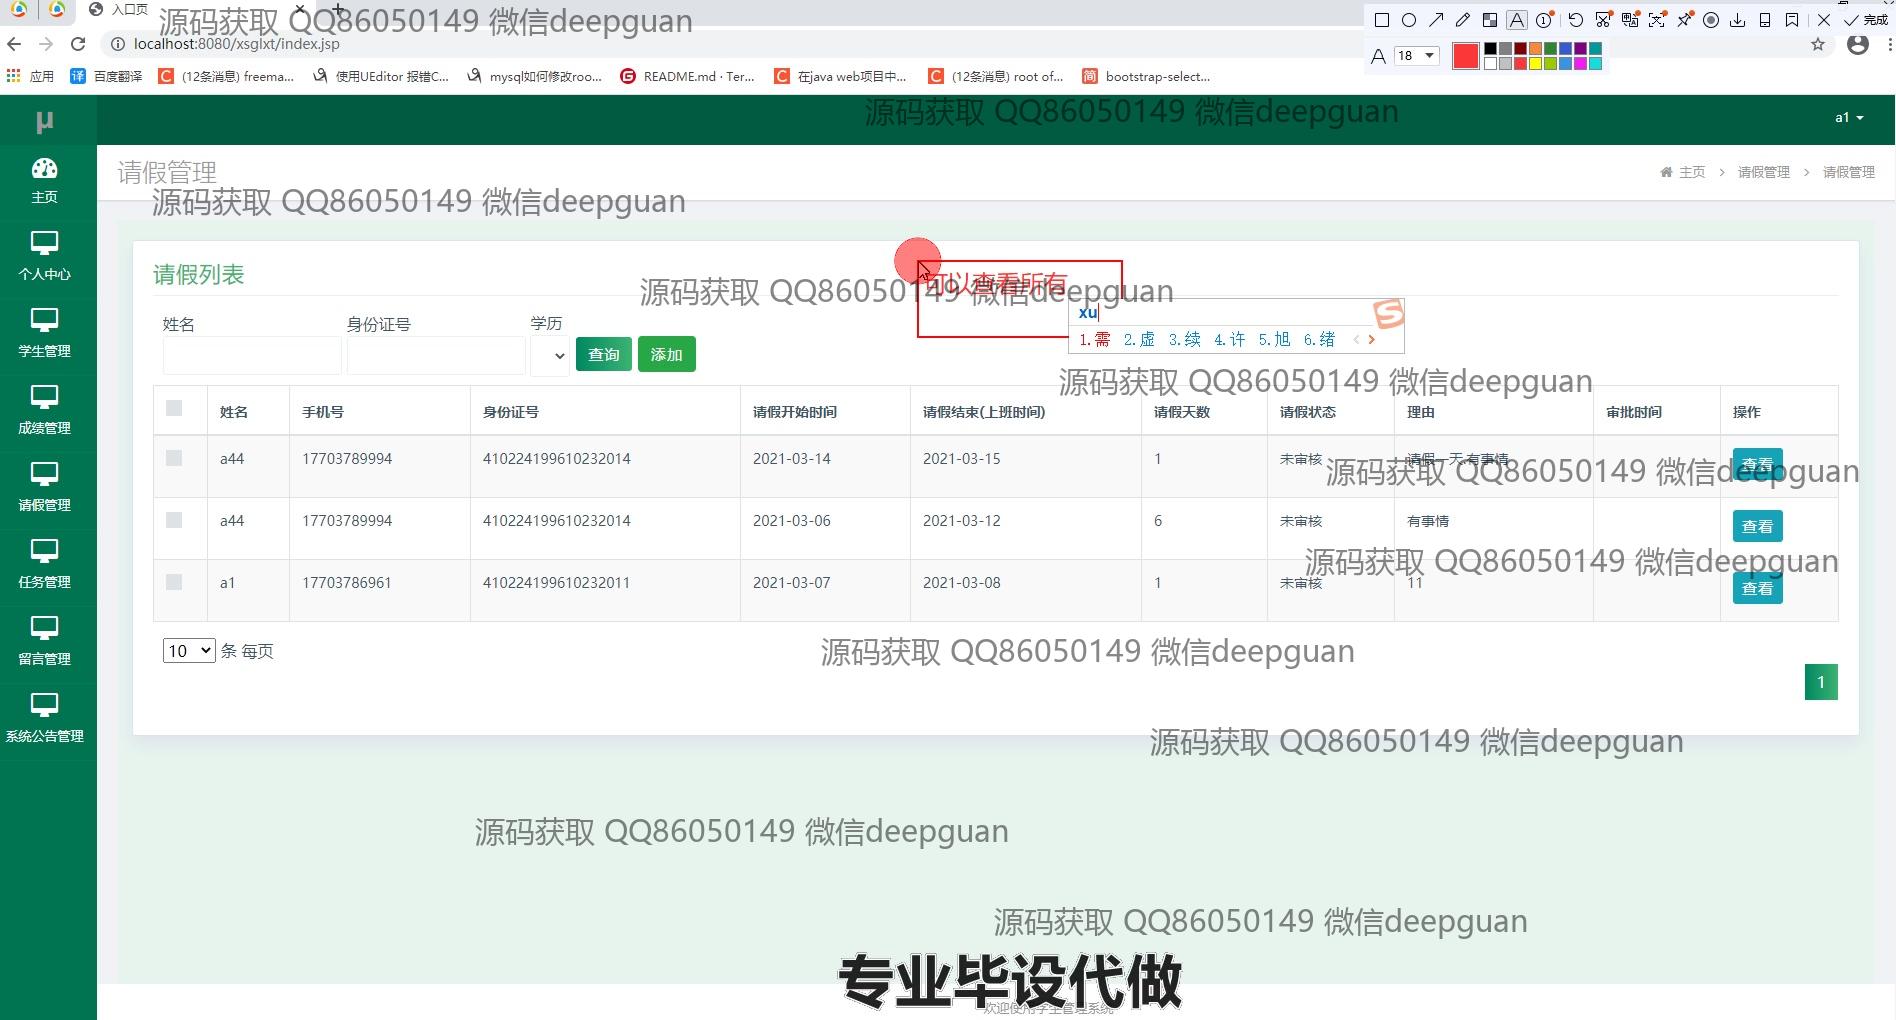 入口页
源码获取 QQ86050149 微信deepguan
18
完成
localhost:8080/xsglxt/index.jsp
应用
译 百度翻译
C (12条消息) freema...
使用UEditor 报错C...
mysql如何修改roo...
G README.md · Ter...
C 在java web项目中...
C (12条消息) root of...
简 bootstrap-select...
μ
源码获取 QQ86050149 微信deepguan
a1
请假管理
主页 > 请假管理 > 请假管理
源码获取 QQ86050149 微信deepguan
主页
个人中心
学生管理
成绩管理
请假管理
任务管理
留言管理
系统公告管理
请假列表
可以查看所有
源码获取 QQ86050149 微信deepguan
xu
1.需 2.虚 3.续 4.许 5.旭 6.绪
姓名 身份证号 学历
查询 添加
源码获取 QQ86050149 微信deepguan
姓名 手机号 身份证号 请假开始时间 请假结束(上班时间) 请假天数 请假状态 理由 审批时间 操作
a44 17703789994 410224199610232014 2021-03-14 2021-03-15 1 未审核 请假一天,有事情 查看
源码获取 QQ86050149 微信deepguan
a44 17703789994 410224199610232014 2021-03-06 2021-03-12 6 未审核 有事情 查看
源码获取 QQ86050149 微信deepguan
a1 17703786961 410224199610232011 2021-03-07 2021-03-08 1 未审核 11 查看
10 条 每页
源码获取 QQ86050149 微信deepguan
1
源码获取 QQ86050149 微信deepguan
源码获取 QQ86050149 微信deepguan
源码获取 QQ86050149 微信deepguan
专业毕设代做
欢迎使用学生管理系统